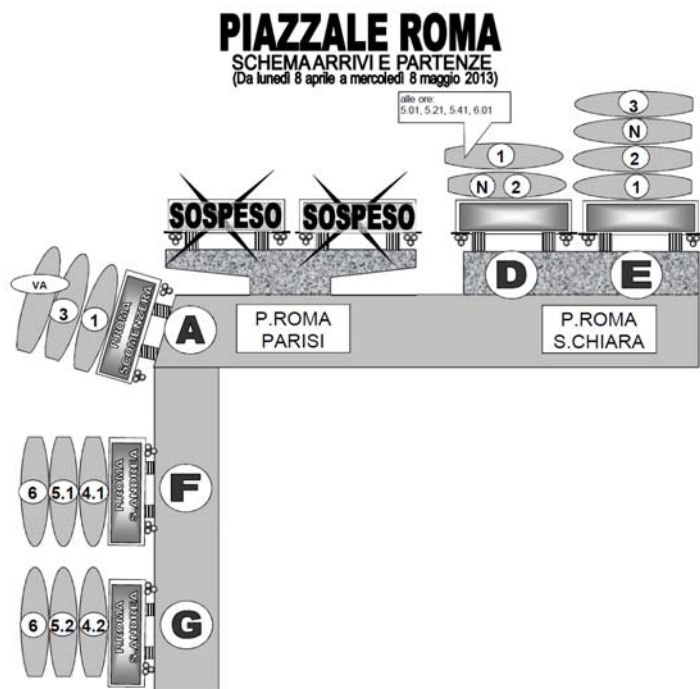 PIAZZALE ROMA
SCHEMA ARRIVI E PARTENZE
(Da lunedì 8 aprile a mercoledì 8 maggio 2013)
alle ore:
5.01, 5.21, 5.41, 6.01
3
N
2
1
1
N 2
SOSPESO
SOSPESO
D
E
VA
3
1
P.ROMA
SCOMENZERA
A
P.ROMA
PARISI
P.ROMA
S.CHIARA
6
5.1
4.1
P.ROMA
S.ANDREA
F
6
5.2
4.2
P.ROMA
S.ANDREA
G